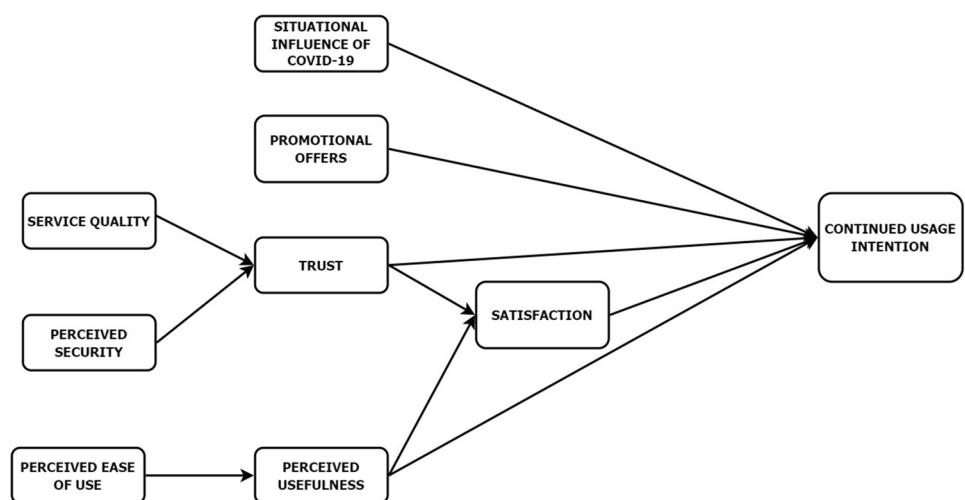 SITUATIONAL
INFLUENCE OF
COVID-19
PROMOTIONAL
OFFERS
SERVICE QUALITY
TRUST
CONTINUED USAGE
INTENTION
SATISFACTION
PERCEIVED
SECURITY
PERCEIVED EASE
OF USE
PERCEIVED
USEFULNESS